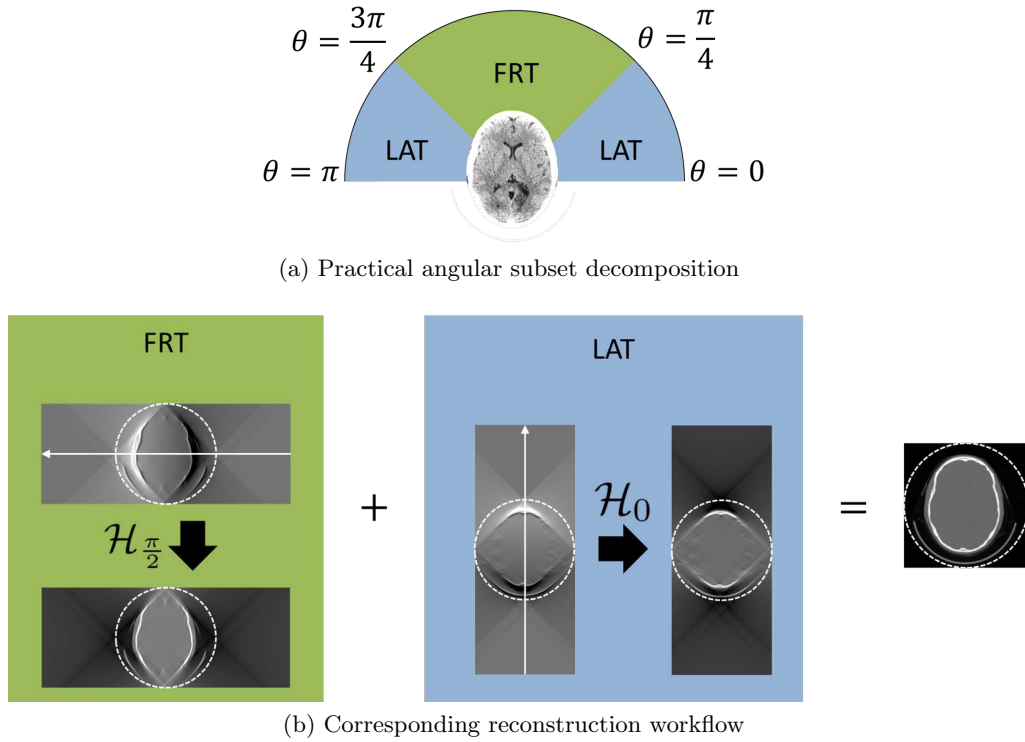 θ = 3π/4
θ = π/4
FRT
LAT
LAT
θ = π
θ = 0
(a) Practical angular subset decomposition
FRT
LAT
+
=
ℋ_{π/2}
ℋ_0
(b) Corresponding reconstruction workflow